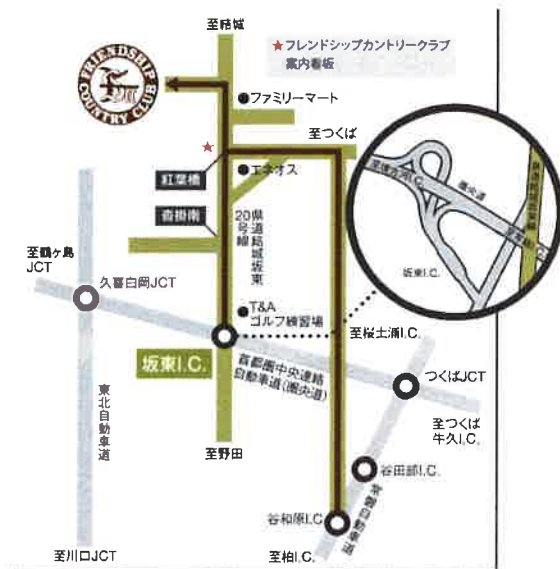 至結城
★フレンドシップカントリークラブ
案内看板
FRIENDSHIP
COUNTRY CLUB
ファミリーマート
至つくば
紅葉橋
エネオス
沓掛南
県道結城坂東
20号線
至鶴ヶ島
JCT
久喜白岡JCT
T&A
ゴルフ練習場
坂東I.C.
圏央道
坂東I.C.
至桜土浦I.C.
首都圏中央連絡
自動車道(圏央道)
つくばJCT
東北自動車道
至つくば
牛久I.C.
至野田
谷田部I.C.
谷和原I.C
常磐自動車道
至川口JCT
至柏I.C.